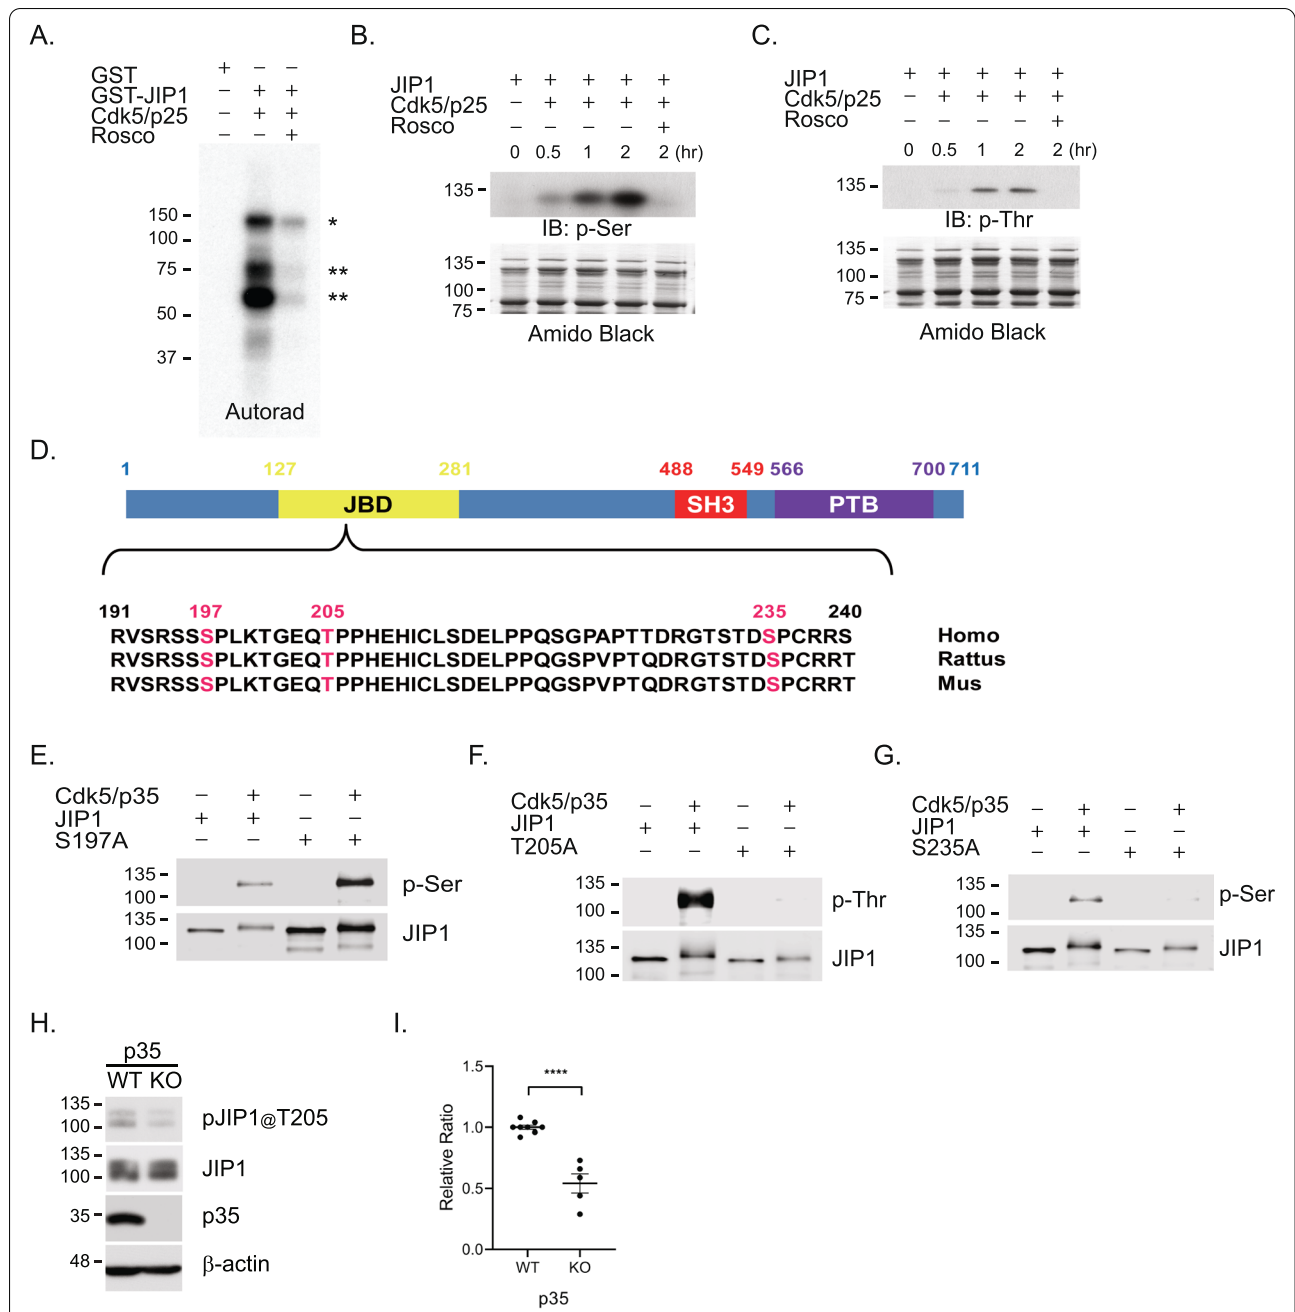 A.
GST + – –
GST-JIP1 – + +
Cdk5/p25 – + +
Rosco – – +
150
100
75
50
37
*
**
**
Autorad
B.
JIP1 + + + + +
Cdk5/p25 – + + + +
Rosco – – – – +
0 0.5 1 2 2 (hr)
135
IB: p-Ser
135
100
75
Amido Black
C.
JIP1 + + + + +
Cdk5/p25 – + + + +
Rosco – – – – +
0 0.5 1 2 2 (hr)
135
IB: p-Thr
135
100
75
Amido Black
D.
1 127 281 488 549 566 700 711
JBD SH3 PTB
191 197 205 235 240
RVSRSSSPLKTGEQTPPHEHICLSDELPPQSGPAPTTDRGTSTDSPCRRS Homo
RVSRSSSPLKTGEQTPPHEHICLSDELPPQGSPVPTQDRGTSTDSPCRRT Rattus
RVSRSSSPLKTGEQTPPHEHICLSDELPPQGSPVPTQDRGTSTDSPCRRT Mus
E.
Cdk5/p35 – + – +
JIP1 + + – –
S197A – – + +
135
100
p-Ser
135
100
JIP1
F.
Cdk5/p35 – + – +
JIP1 + + – –
T205A – – + +
135
100
p-Thr
135
100
JIP1
G.
Cdk5/p35 – + – +
JIP1 + + – –
S235A – – + +
135
100
p-Ser
135
100
JIP1
H.
p35
WT KO
135
100
pJIP1@T205
135
100
JIP1
35
p35
48
β-actin
I.
Relative Ratio
1.5
1.0
0.5
0.0
****
WT KO
p35